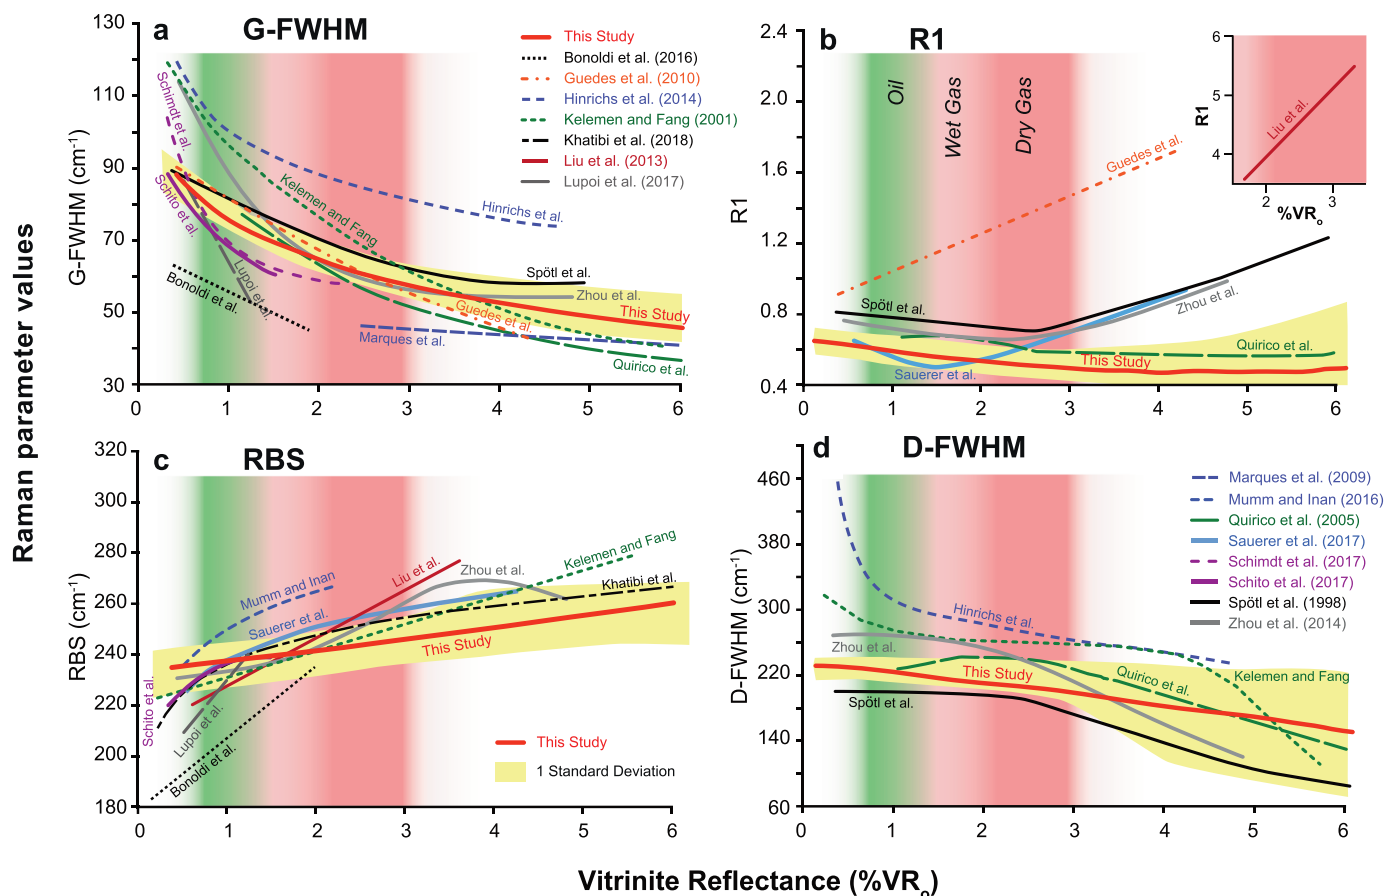 Raman parameter values
a
G-FWHM
130
110
90
70
50
30
G-FWHM (cm-1)
0 1 2 3 4 5 6
This Study
Bonoldi et al. (2016)
Guedes et al. (2010)
Hinrichs et al. (2014)
Kelemen and Fang (2001)
Khatibi et al. (2018)
Liu et al. (2013)
Lupoi et al. (2017)
Schimdt et al.
Schito et al.
Kelemen and Fang
Hinrichs et al.
Lupoi et al.
Bonoldi et al.
Spötl et al.
Zhou et al.
This Study
Guedes et al.
Marques et al.
Quirico et al.
b
R1
2.4
2.0
1.6
1.2
0.8
0.4
R1
0 1 2 3 4 5 6
Oil
Wet Gas
Dry Gas
Guedes et al.
Spötl et al.
Zhou et al.
Quirico et al.
This Study
Sauerer et al.
6
5
4
R1
Liu et al.
2 3
%VRo
c
RBS
320
300
280
260
240
220
200
180
RBS (cm-1)
0 1 2 3 4 5 6
Mumm and Inan
Liu et al.
Zhou et al.
Kelemen and Fang
Khatibi et al.
Sauerer et al.
This Study
Schito et al.
Lupoi et al.
Bonoldi et al.
This Study
1 Standard Deviation
d
D-FWHM
460
380
300
220
140
60
D-FWHM (cm-1)
0 1 2 3 4 5 6
Marques et al. (2009)
Mumm and Inan (2016)
Quirico et al. (2005)
Sauerer et al. (2017)
Schimdt et al. (2017)
Schito et al. (2017)
Spötl et al. (1998)
Zhou et al. (2014)
Hinrichs et al.
Zhou et al.
This Study
Quirico et al.
Kelemen and Fang
Spötl et al.
Vitrinite Reflectance (%VRo)